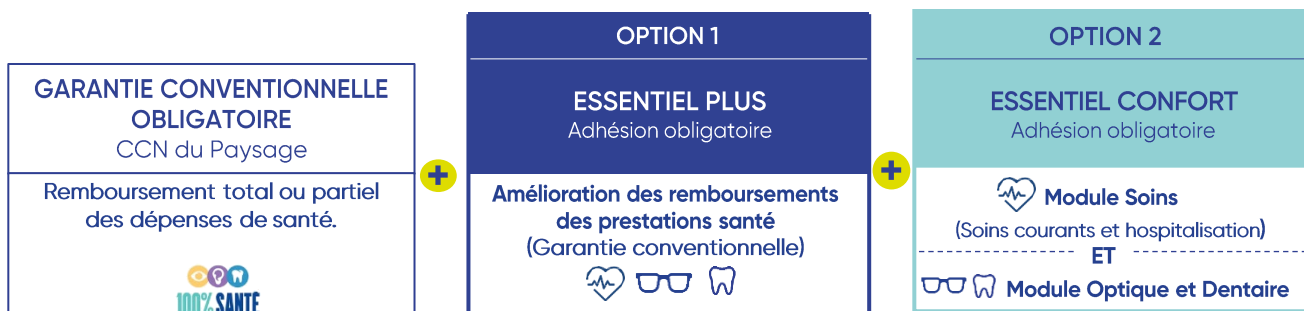 GARANTIE CONVENTIONNELLE
OBLIGATOIRE
CCN du Paysage
Remboursement total ou partiel
des dépenses de santé.
100% SANTÉ
+
OPTION 1
ESSENTIEL PLUS
Adhésion obligatoire
Amélioration des remboursements
des prestations santé
(Garantie conventionnelle)
+
OPTION 2
ESSENTIEL CONFORT
Adhésion obligatoire
Module Soins
(Soins courants et hospitalisation)
ET
Module Optique et Dentaire